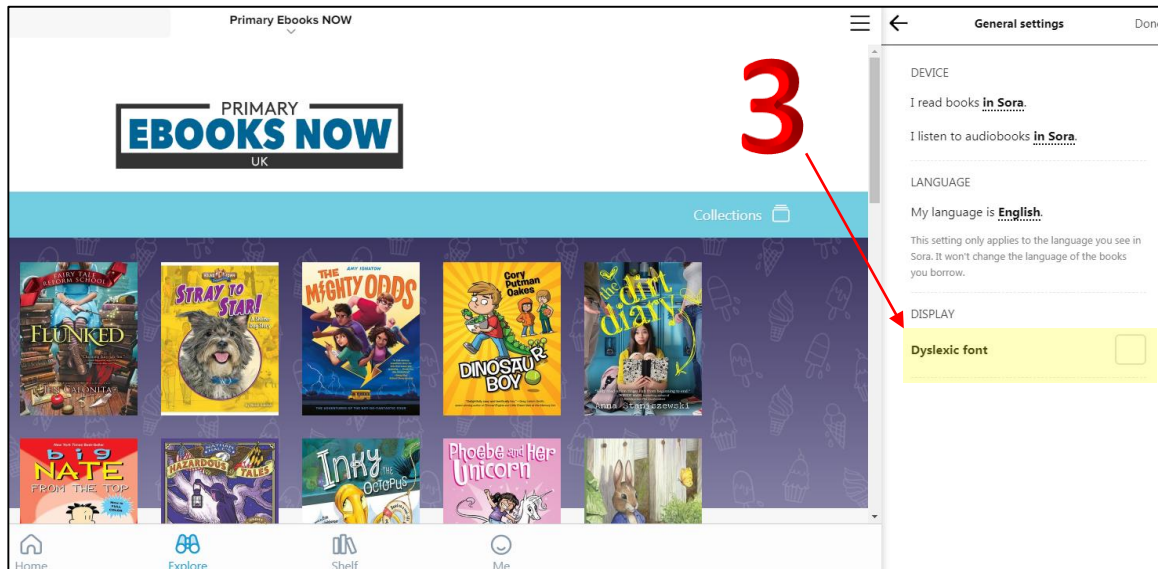 Primary Ebooks NOW
General settings
Done
3
PRIMARY
EBOOKS NOW
UK
Collections
DEVICE
I read books in Sora.
I listen to audiobooks in Sora.
LANGUAGE
My language is English.
This setting only applies to the language you see in
Sora. It won't change the language of the books
you borrow.
DISPLAY
Dyslexic font
FAIRY TALE
REFORM SCHOOL
FLUNKED
JEN CALONITA
STRAY TO
STAR!
AMY IGNATOW
THE
MIGHTY ODDS
Cory
Putman
Oakes
DINOSAUR
BOY
the dirt
diary
Anna Staniszewski
big
NATE
FROM THE TOP
HAZARDOUS TALES
INKY THE
OCTOPUS
Phoebe and Her
Unicorn
Home
Explore
Shelf
Me